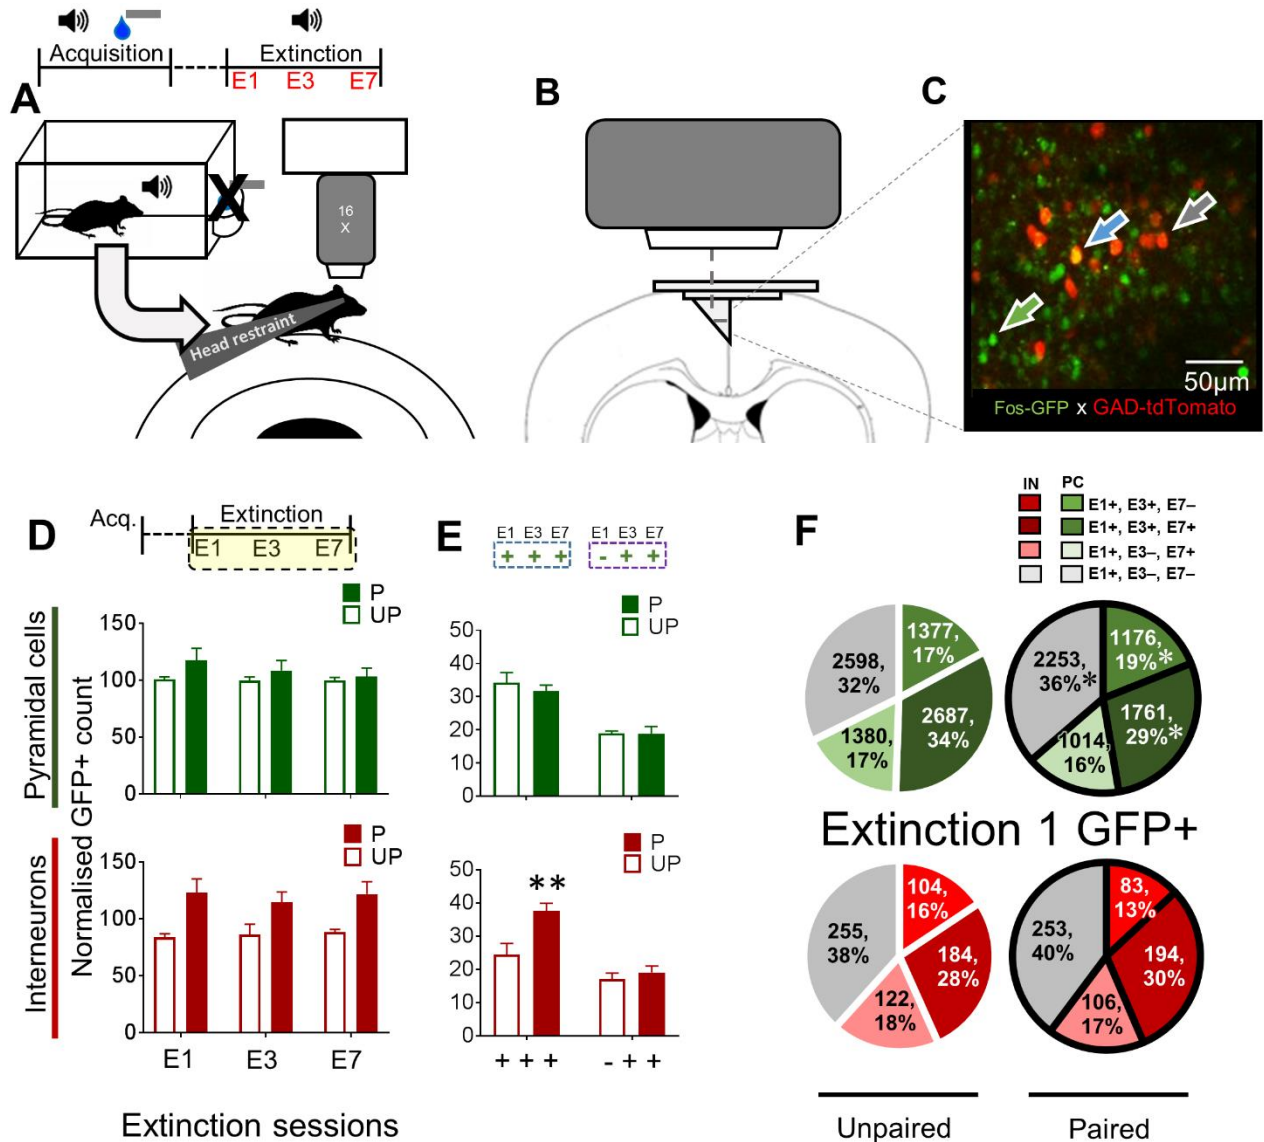 Acquisition
Extinction
E1 E3 E7
A
16
X
Head restraint
B
C
50µm
Fos-GFP x GAD-tdTomato
D
Acq.
Extinction
E1 E3 E7
Pyramidal cells
Interneurons
Normalised GFP+ count
P
UP
150
100
50
0
P
UP
150
100
50
0
E1 E3 E7
Extinction sessions
E
E1 E3 E7
+ + +
E1 E3 E7
- + +
P
UP
50
40
30
20
10
0
P
UP
50
40
30
20
10
0
**
+ + +
- + +
F
IN PC
E1+, E3+, E7–
E1+, E3+, E7+
E1+, E3–, E7+
E1+, E3–, E7–
1377,
17%
2687,
34%
1380,
17%
2598,
32%
1176,
19%*
1761,
29%*
1014,
16%
2253,
36%*
Extinction 1 GFP+
104,
16%
184,
28%
122,
18%
255,
38%
83,
13%
194,
30%
106,
17%
253,
40%
Unpaired
Paired